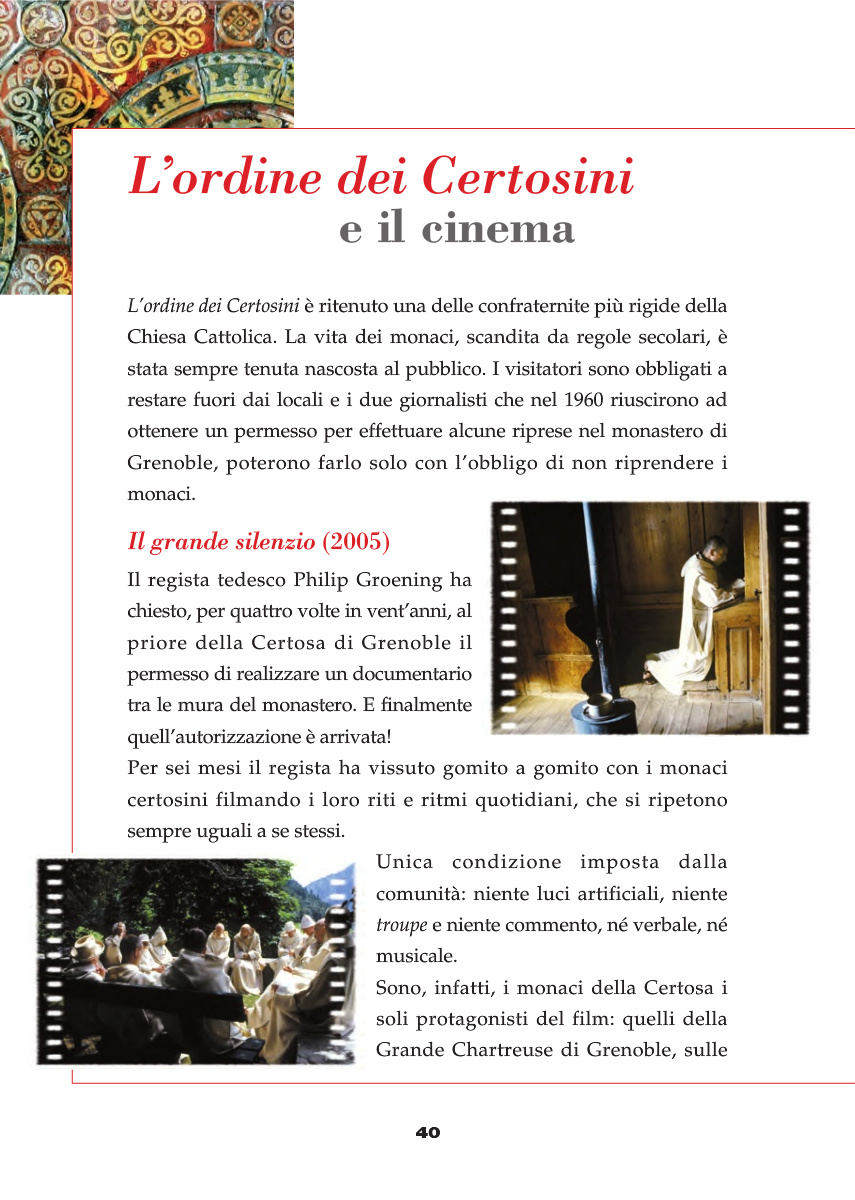 L’ordine dei Certosini
e il cinema
L’ordine dei Certosini è ritenuto una delle confraternite più rigide della
Chiesa Cattolica. La vita dei monaci, scandita da regole secolari, è
stata sempre tenuta nascosta al pubblico. I visitatori sono obbligati a
restare fuori dai locali e i due giornalisti che nel 1960 riuscirono ad
ottenere un permesso per effettuare alcune riprese nel monastero di
Grenoble, poterono farlo solo con l’obbligo di non riprendere i
monaci.
Il grande silenzio (2005)
Il regista tedesco Philip Groening ha
chiesto, per quattro volte in vent’anni, al
priore della Certosa di Grenoble il
permesso di realizzare un documentario
tra le mura del monastero. E finalmente
quell’autorizzazione è arrivata!
Per sei mesi il regista ha vissuto gomito a gomito con i monaci
certosini filmando i loro riti e ritmi quotidiani, che si ripetono
sempre uguali a se stessi.
Unica condizione imposta dalla
comunità: niente luci artificiali, niente
troupe e niente commento, né verbale, né
musicale.
Sono, infatti, i monaci della Certosa i
soli protagonisti del film: quelli della
Grande Chartreuse di Grenoble, sulle
40